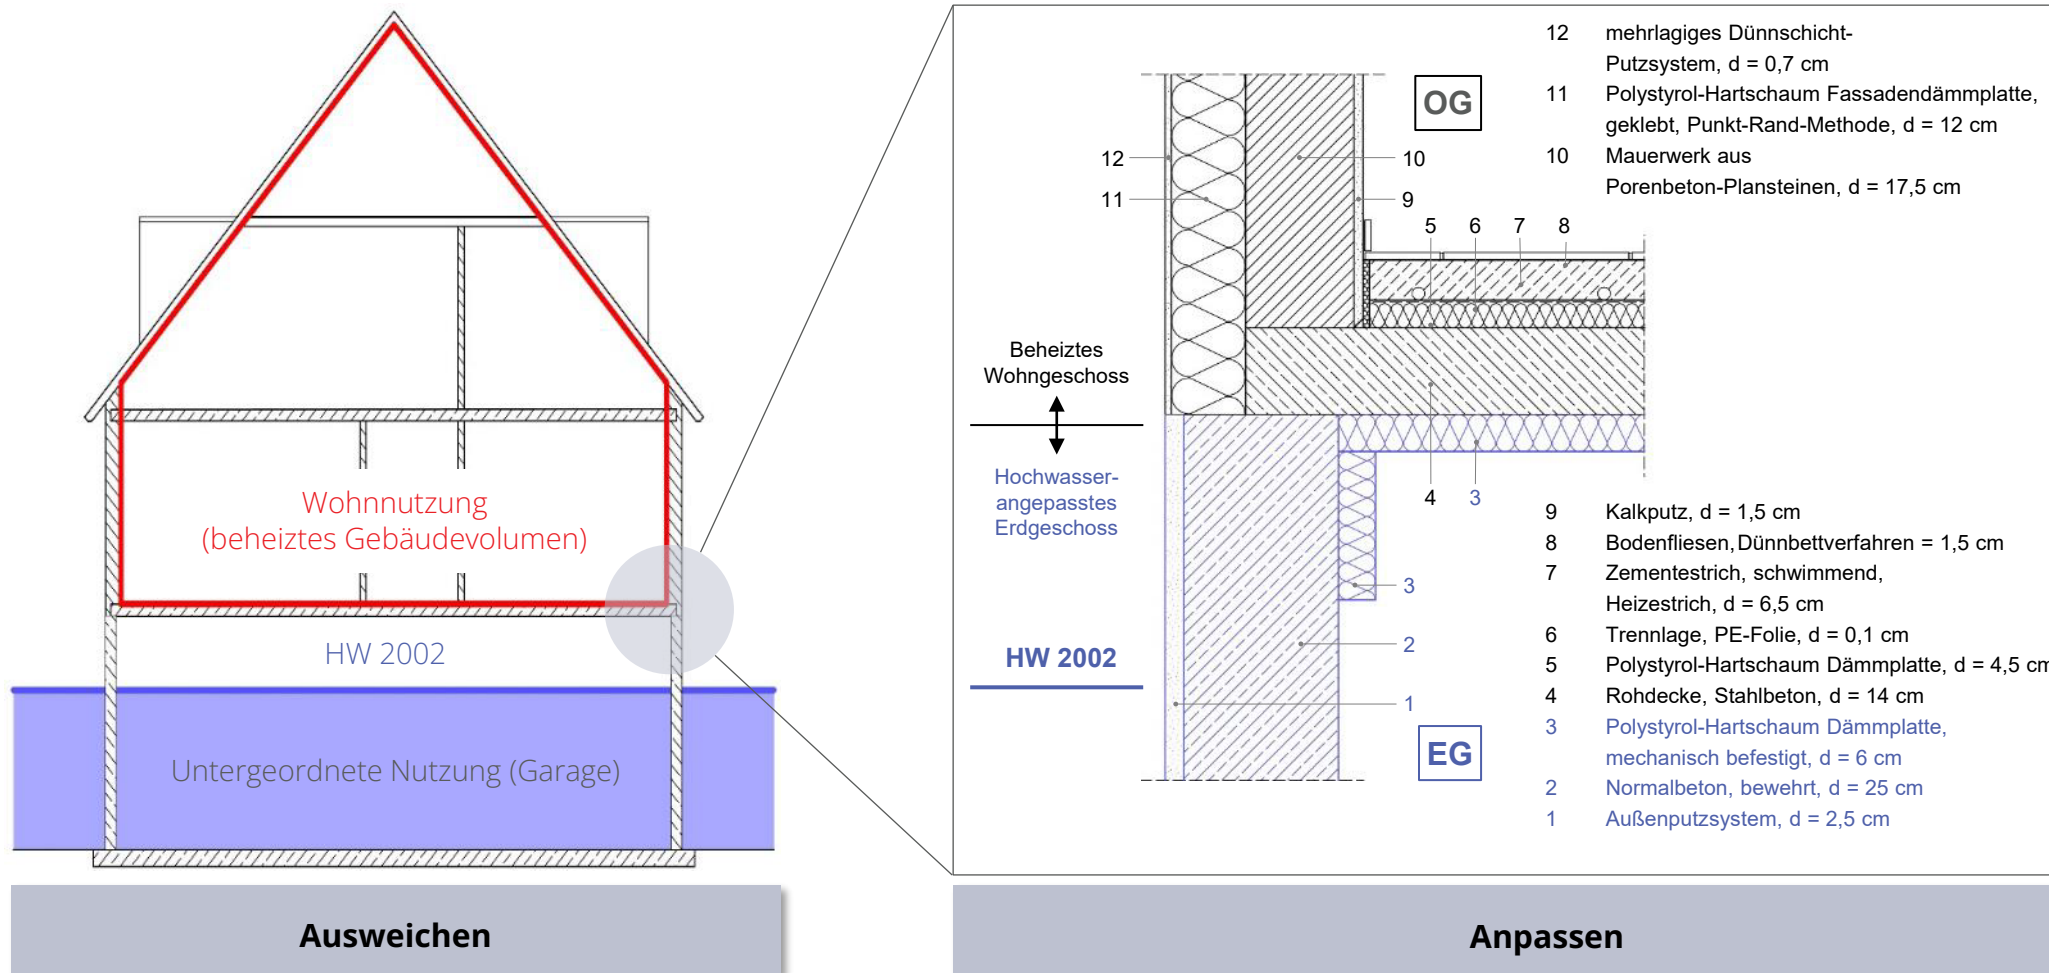 Wohnnutzung
(beheiztes Gebäudevolumen)
HW 2002
Untergeordnete Nutzung (Garage)
Ausweichen
12 mehrlagiges Dünnschicht-
Putzsystem, d = 0,7 cm
11 Polystyrol-Hartschaum Fassadendämmplatte,
geklebt, Punkt-Rand-Methode, d = 12 cm
10 Mauerwerk aus
Porenbeton-Plansteinen, d = 17,5 cm
OG
12
11
10
9
5 6 7 8
Beheiztes
Wohngeschoss
Hochwasser-
angepasstes
Erdgeschoss
4 3
3
2
HW 2002
1
EG
9 Kalkputz, d = 1,5 cm
8 Bodenfliesen, Dünnbettverfahren = 1,5 cm
7 Zementestrich, schwimmend,
Heizestrich, d = 6,5 cm
6 Trennlage, PE-Folie, d = 0,1 cm
5 Polystyrol-Hartschaum Dämmplatte, d = 4,5 cm
4 Rohdecke, Stahlbeton, d = 14 cm
3 Polystyrol-Hartschaum Dämmplatte,
mechanisch befestigt, d = 6 cm
2 Normalbeton, bewehrt, d = 25 cm
1 Außenputzsystem, d = 2,5 cm
Anpassen